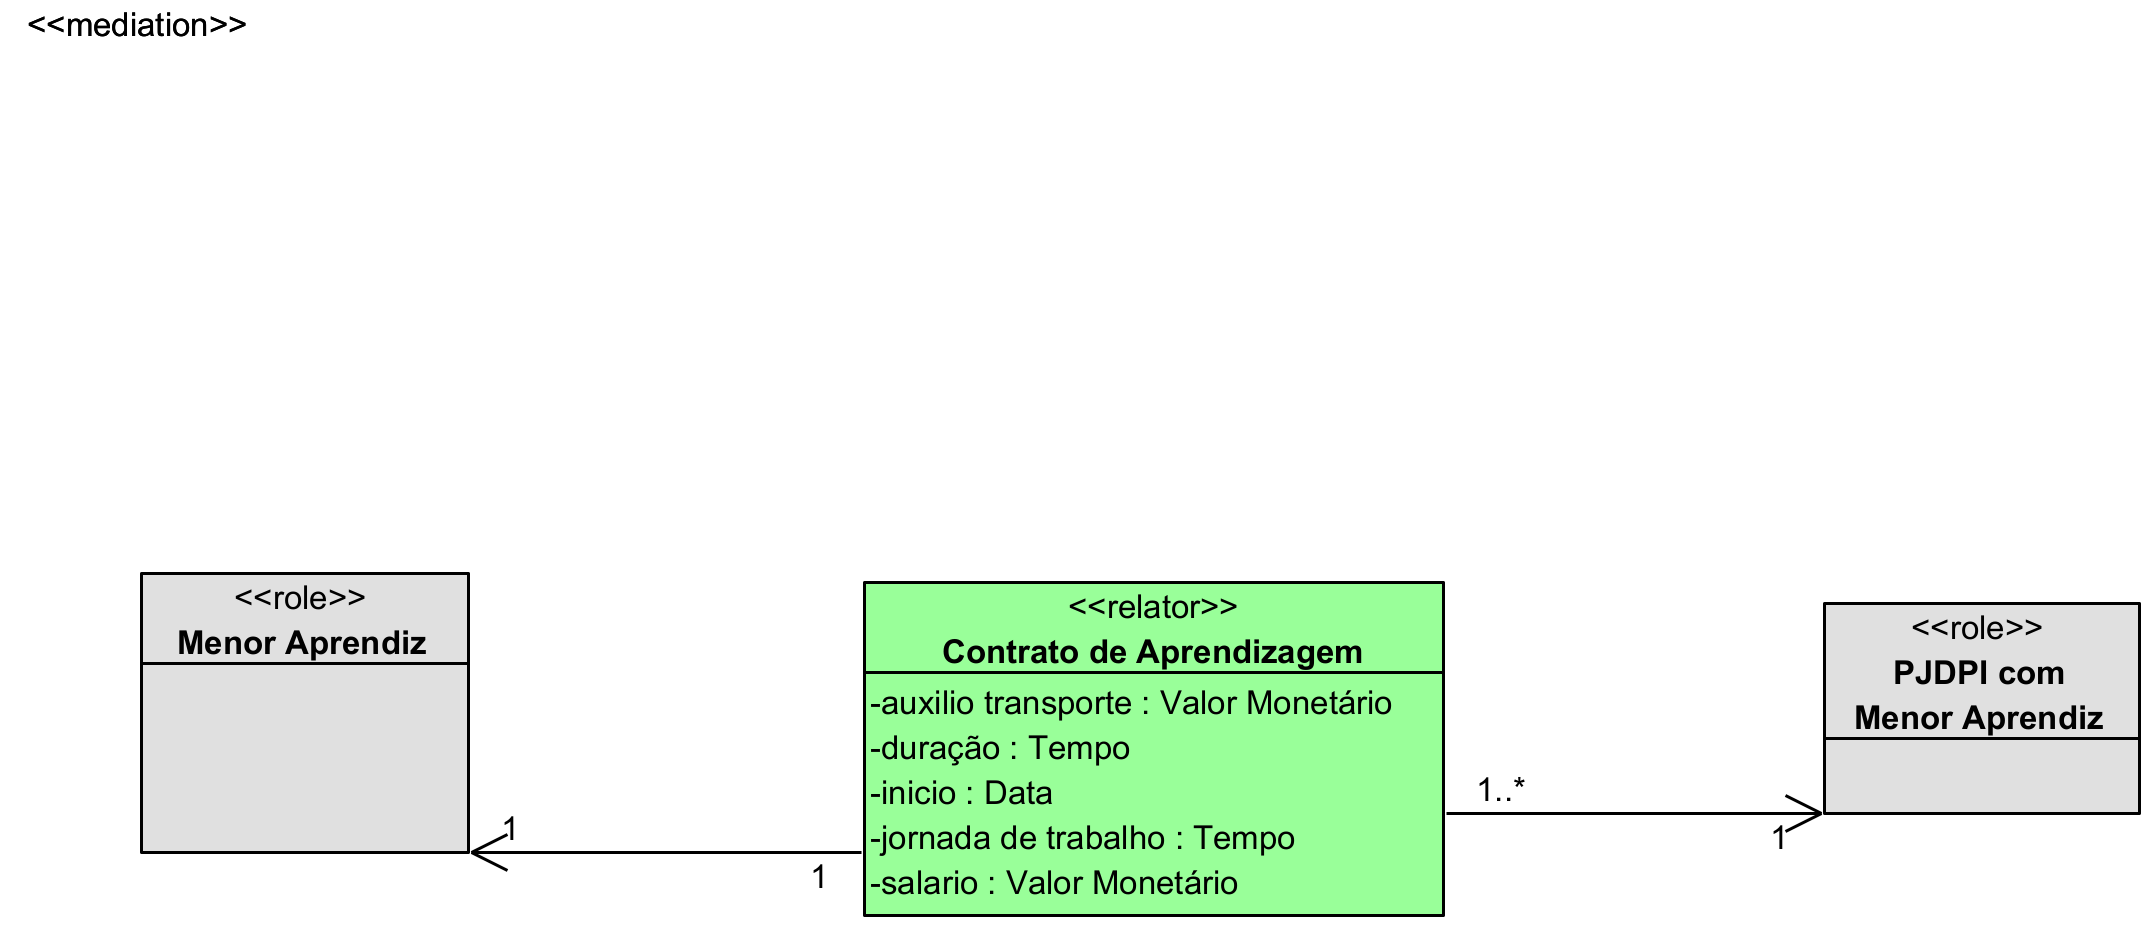 <<mediation>>
<<role>>
Menor Aprendiz
1
1
<<relator>>
Contrato de Aprendizagem
-auxilio transporte : Valor Monetário
-duração : Tempo
-inicio : Data
-jornada de trabalho : Tempo
-salario : Valor Monetário
1..*
1
<<role>>
PJDPI com
Menor Aprendiz